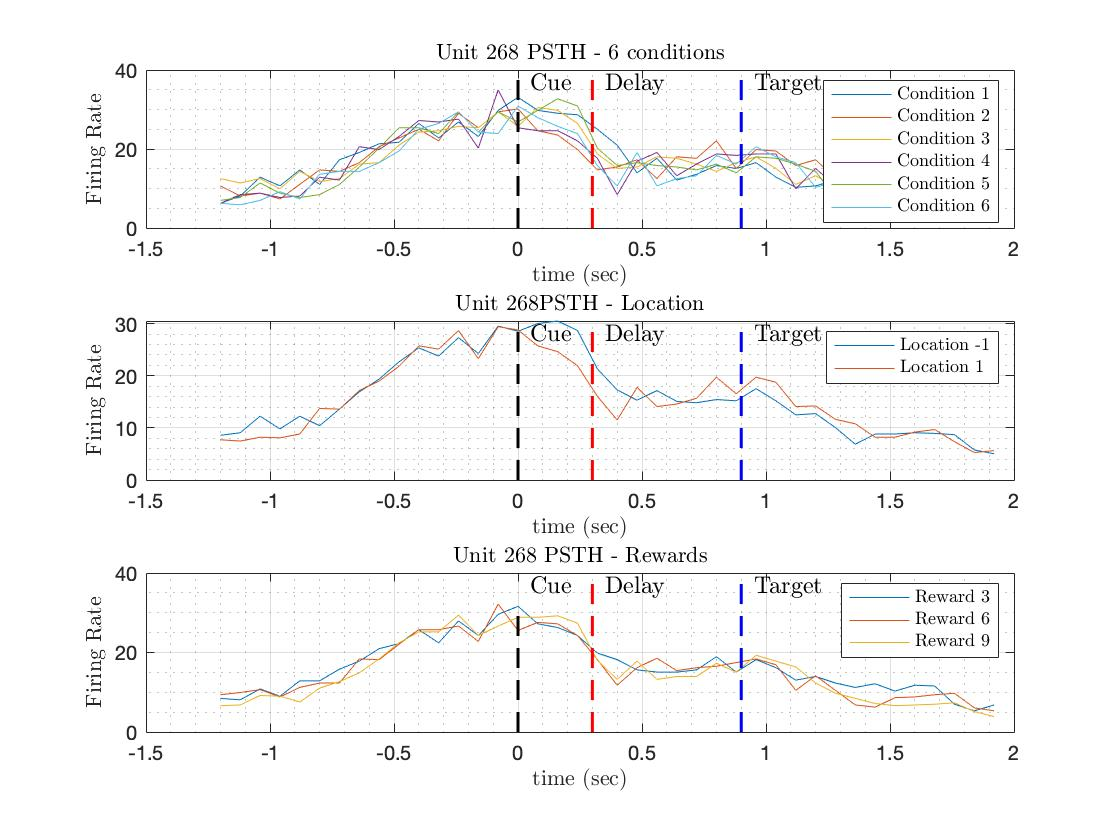 Unit 268 PSTH - 6 conditions
40
20
0
Firing Rate
Cue
Delay
Target
Condition 1
Condition 2
Condition 3
Condition 4
Condition 5
Condition 6
-1.5 -1 -0.5 0 0.5 1 1.5 2
time (sec)
Unit 268PSTH - Location
30
20
10
0
Firing Rate
Cue
Delay
Target
Location -1
Location 1
-1.5 -1 -0.5 0 0.5 1 1.5 2
time (sec)
Unit 268 PSTH - Rewards
40
20
0
Firing Rate
Cue
Delay
Target
Reward 3
Reward 6
Reward 9
-1.5 -1 -0.5 0 0.5 1 1.5 2
time (sec)